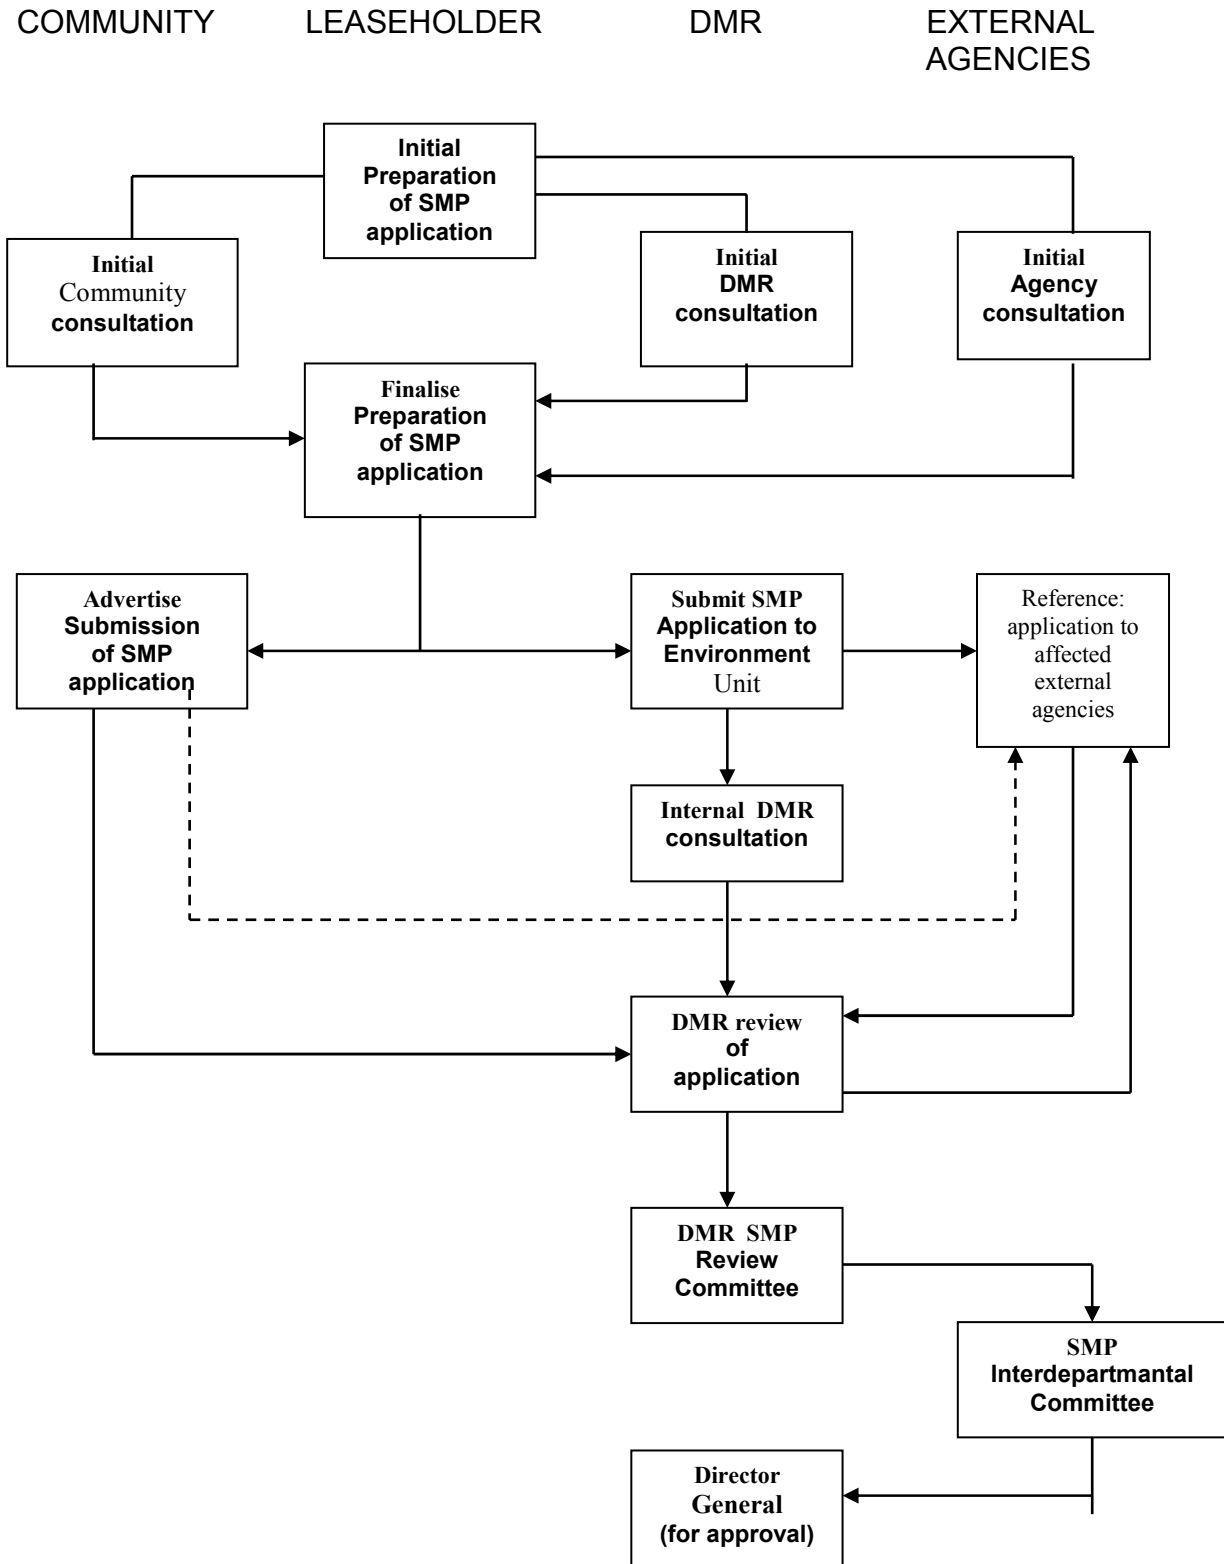 COMMUNITY
LEASEHOLDER
DMR
EXTERNAL
AGENCIES
Initial
Preparation
of SMP
application
Initial
Community
consultation
Initial
DMR
consultation
Initial
Agency
consultation
Finalise
Preparation
of SMP
application
Advertise
Submission
of SMP
application
Submit SMP
Application to
Environment
Unit
Reference:
application to
affected
external
agencies
Internal DMR
consultation
DMR review
of
application
DMR SMP
Review
Committee
SMP
Interdepartmantal
Committee
Director
General
(for approval)